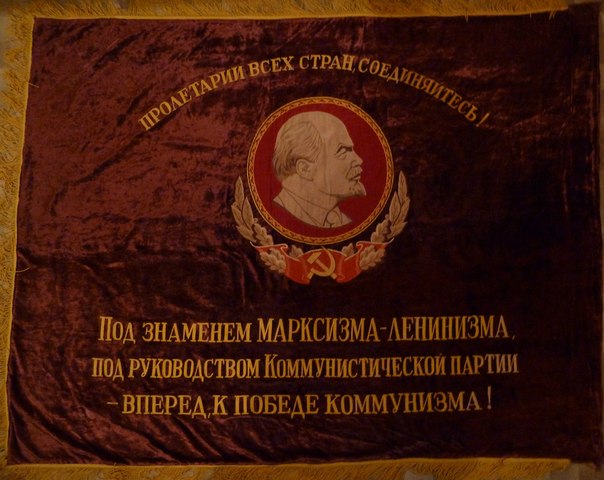 ПРОЛЕТАРИИ ВСЕХ СТРАН, СОЕДИНЯЙТЕСЬ!
ПОД ЗНАМЕНЕМ МАРКСИЗМА-ЛЕНИНИЗМА,
ПОД РУКОВОДСТВОМ КОММУНИСТИЧЕСКОЙ ПАРТИИ
- ВПЕРЕД, К ПОБЕДЕ КОММУНИЗМА!